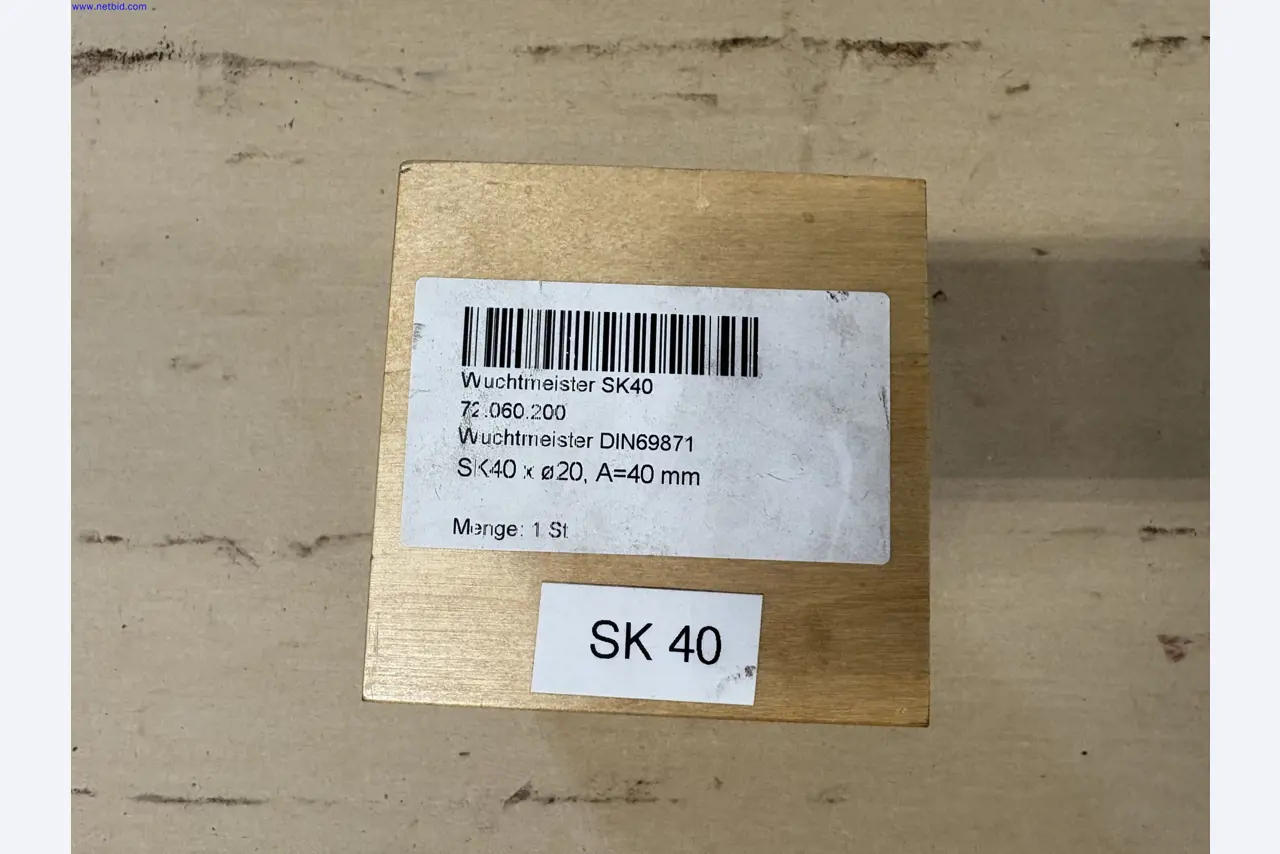 www.netbid.com
Wuchtmeister SK40
72.060.200
Wuchtmeister DIN69871
SK40 x ø20, A=40 mm
Menge: 1 St
SK 40